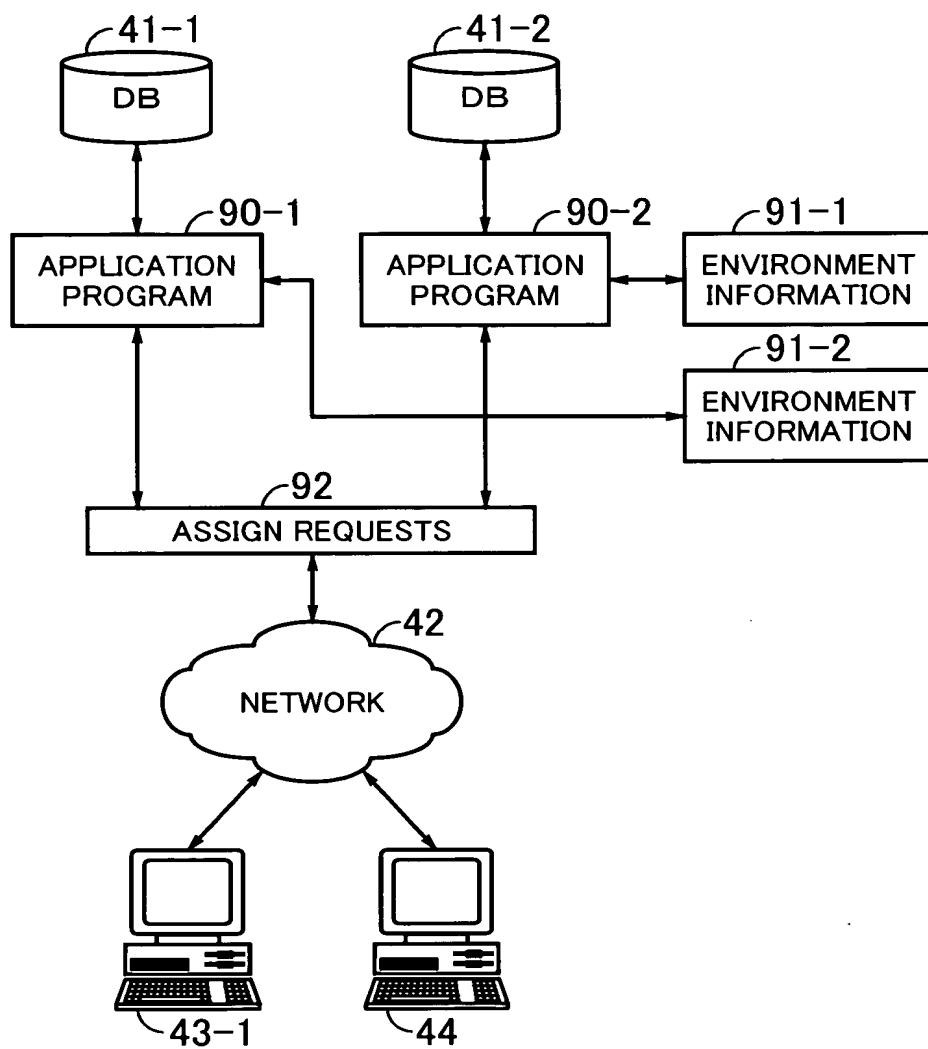 41-1
41-2
DB
DB
90-1
90-2
91-1
APPLICATION
PROGRAM
APPLICATION
PROGRAM
ENVIRONMENT
INFORMATION
91-2
ENVIRONMENT
INFORMATION
92
ASSIGN REQUESTS
42
NETWORK
43-1
44